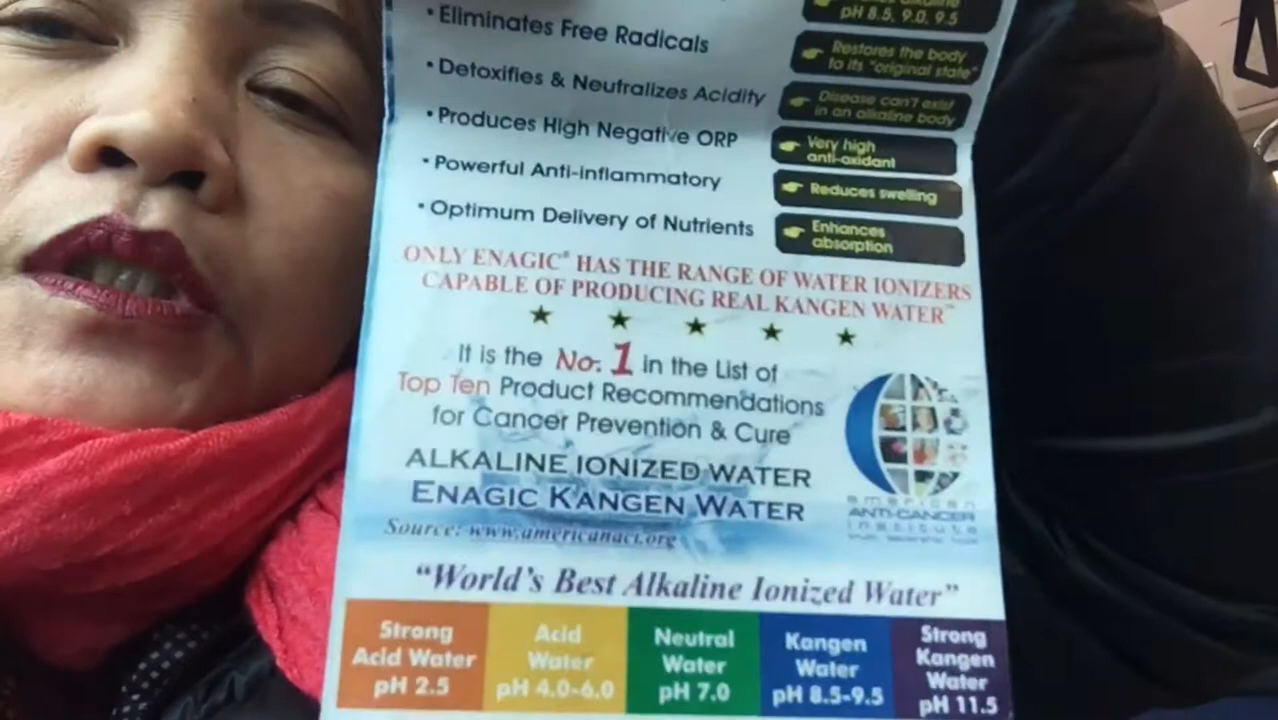 pH 8.5, 9.0, 9.5
• Eliminates Free Radicals
Restores the body
to its "original state"
• Detoxifies & Neutralizes Acidity
Disease can't exist
in an alkaline body
• Produces High Negative ORP
Very high
anti-oxidant
• Powerful Anti-inflammatory
Reduces swelling
• Optimum Delivery of Nutrients
Enhances
absorption
ONLY ENAGIC® HAS THE RANGE OF WATER IONIZERS
CAPABLE OF PRODUCING REAL KANGEN WATER™
It is the No. 1 in the List of
Top Ten Product Recommendations
for Cancer Prevention & Cure
ALKALINE IONIZED WATER
ENAGIC KANGEN WATER
Source: www.americanaci.org
american
ANTI-CANCER
institute
"World's Best Alkaline Ionized Water"
Strong
Acid Water
pH 2.5
Acid
Water
pH 4.0-6.0
Neutral
Water
pH 7.0
Kangen
Water
pH 8.5-9.5
Strong
Kangen
Water
pH 11.5